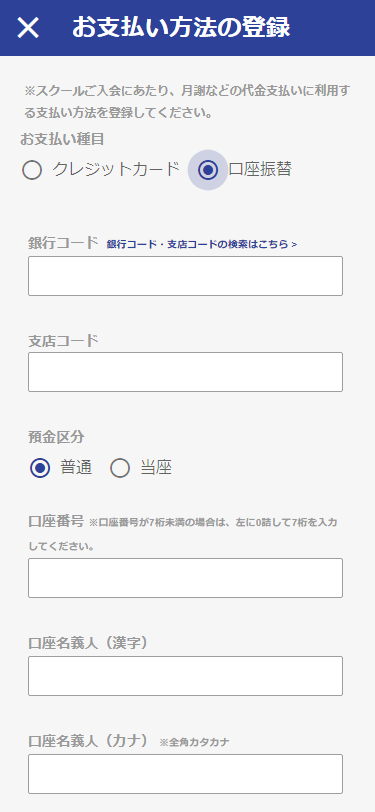 お支払い方法の登録
※スクールご入会にあたり、月謝などの代金支払いに利用す
る支払い方法を登録してください。
お支払い種目
クレジットカード 口座振替
銀行コード 銀行コード・支店コードの検索はこちら >
支店コード
預金区分
普通 当座
口座番号 ※口座番号が7桁未満の場合は、左に0詰して7桁を入力
してください。
口座名義人（漢字）
口座名義人（カナ） ※全角カタカナ